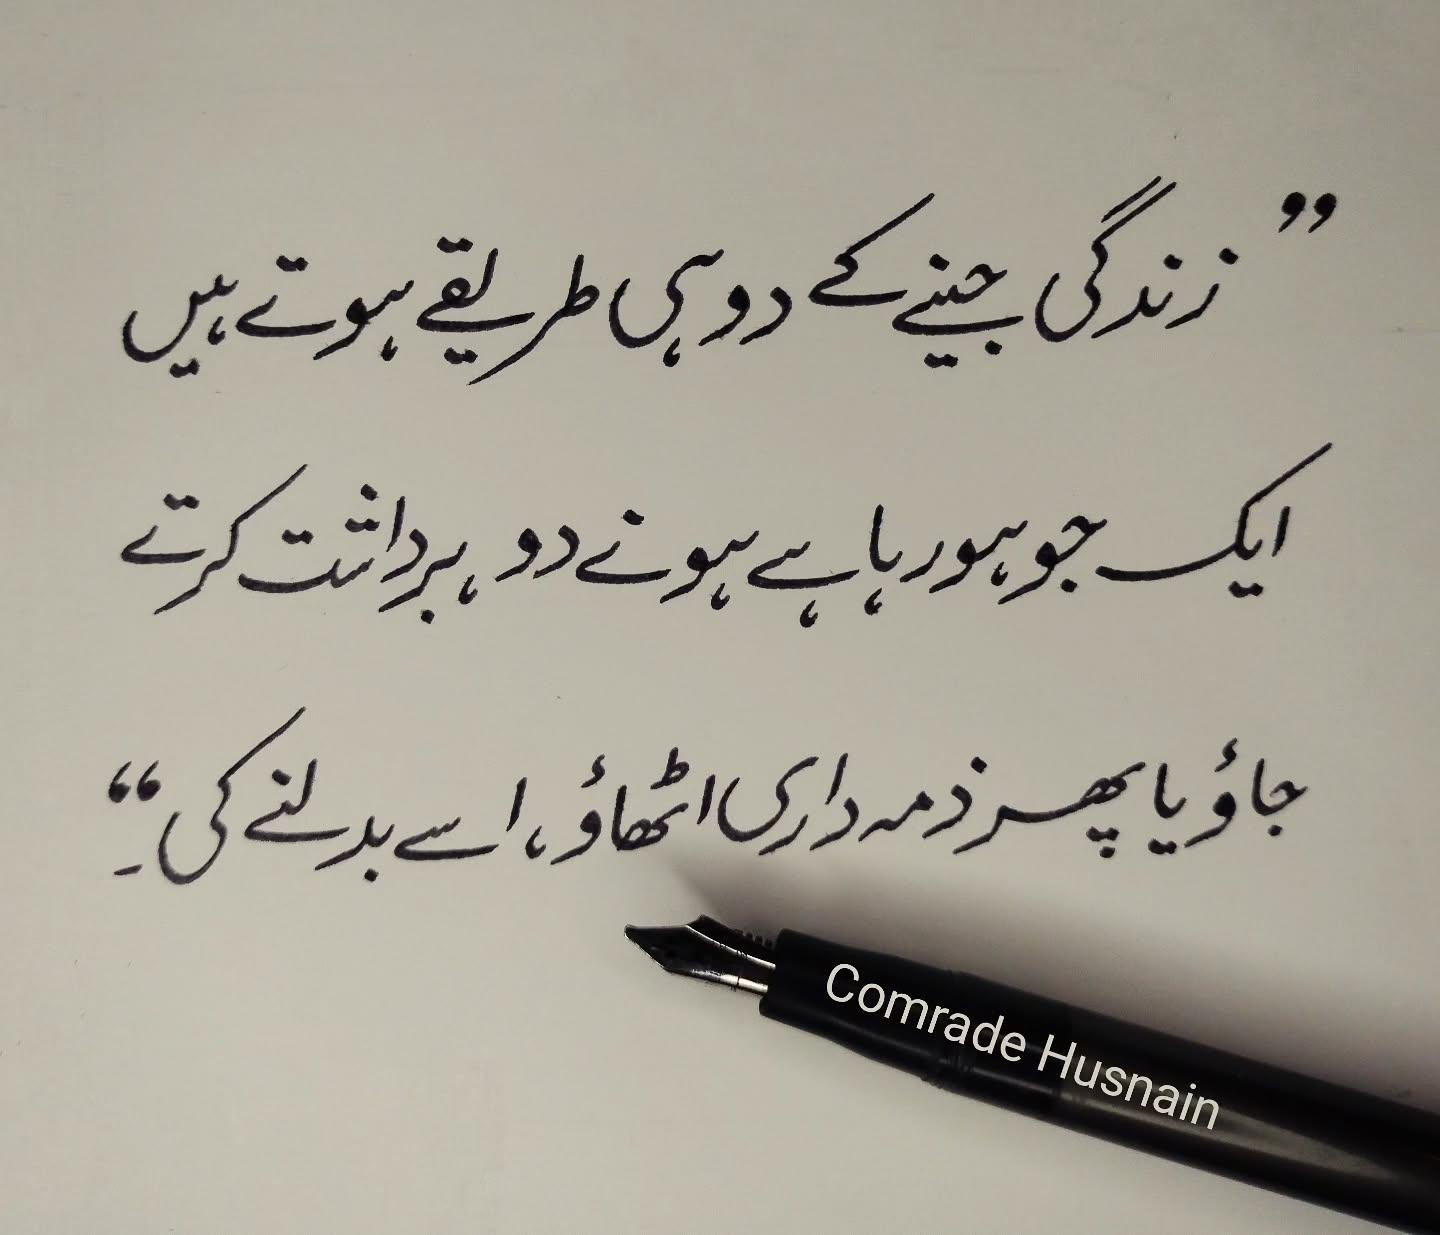 ”زندگی جینے کے دو ہی طریقے ہوتے ہیں
ایک جو ہو رہا ہے ہونے دو، برداشت کرتے
جاؤ یا پھر ذمہ داری اٹھاؤ، اسے بدلنے کی۔“
Comrade Husnain